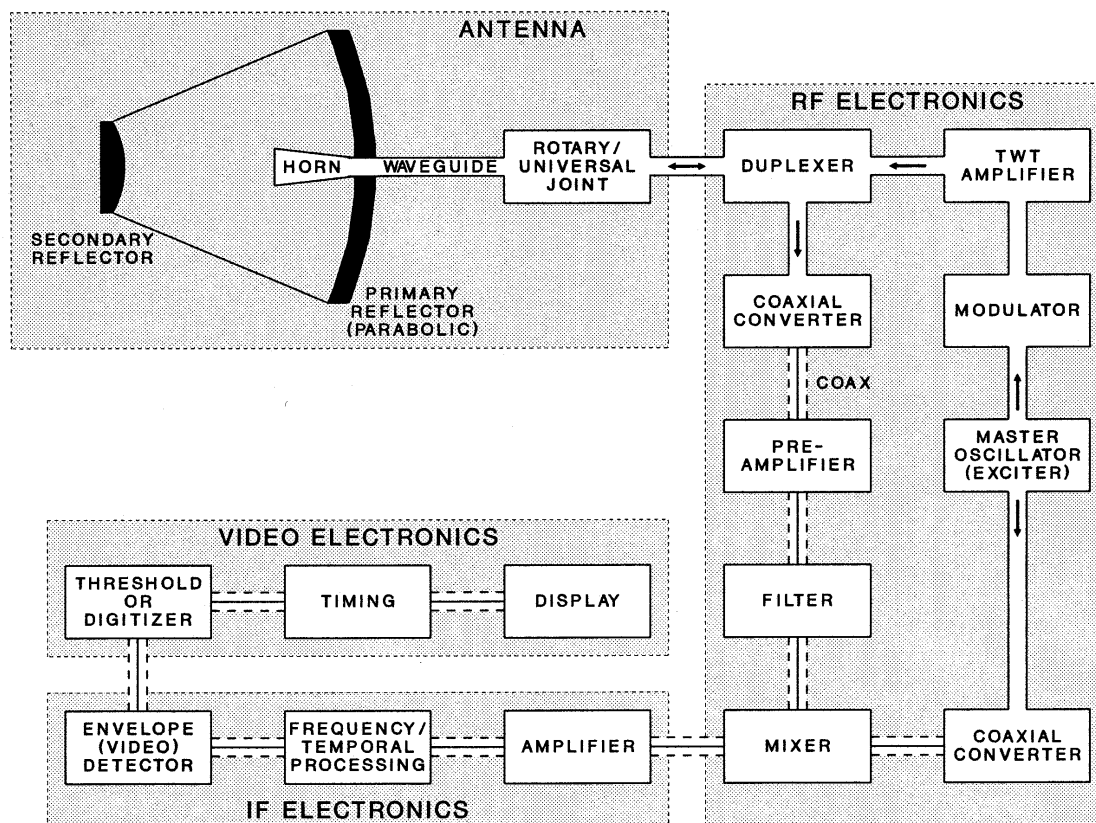 ANTENNA
HORN
WAVEGUIDE
ROTARY/
UNIVERSAL
JOINT
SECONDARY
REFLECTOR
PRIMARY
REFLECTOR
(PARABOLIC)
RF ELECTRONICS
DUPLEXER
TWT
AMPLIFIER
COAXIAL
CONVERTER
MODULATOR
COAX
PRE-
AMPLIFIER
MASTER
OSCILLATOR
(EXCITER)
FILTER
MIXER
COAXIAL
CONVERTER
VIDEO ELECTRONICS
THRESHOLD
OR
DIGITIZER
TIMING
DISPLAY
ENVELOPE
(VIDEO)
DETECTOR
FREQUENCY/
TEMPORAL
PROCESSING
AMPLIFIER
IF ELECTRONICS